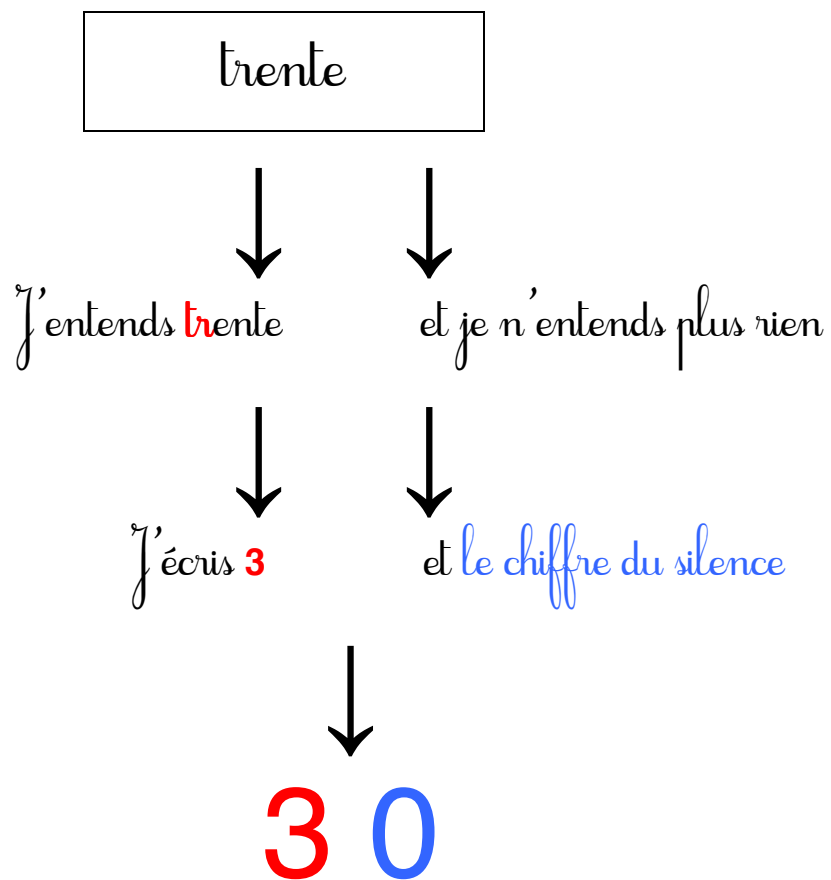 trente
J'entends trente et je n'entends plus rien
J'écris 3 et le chiffre du silence
3 0